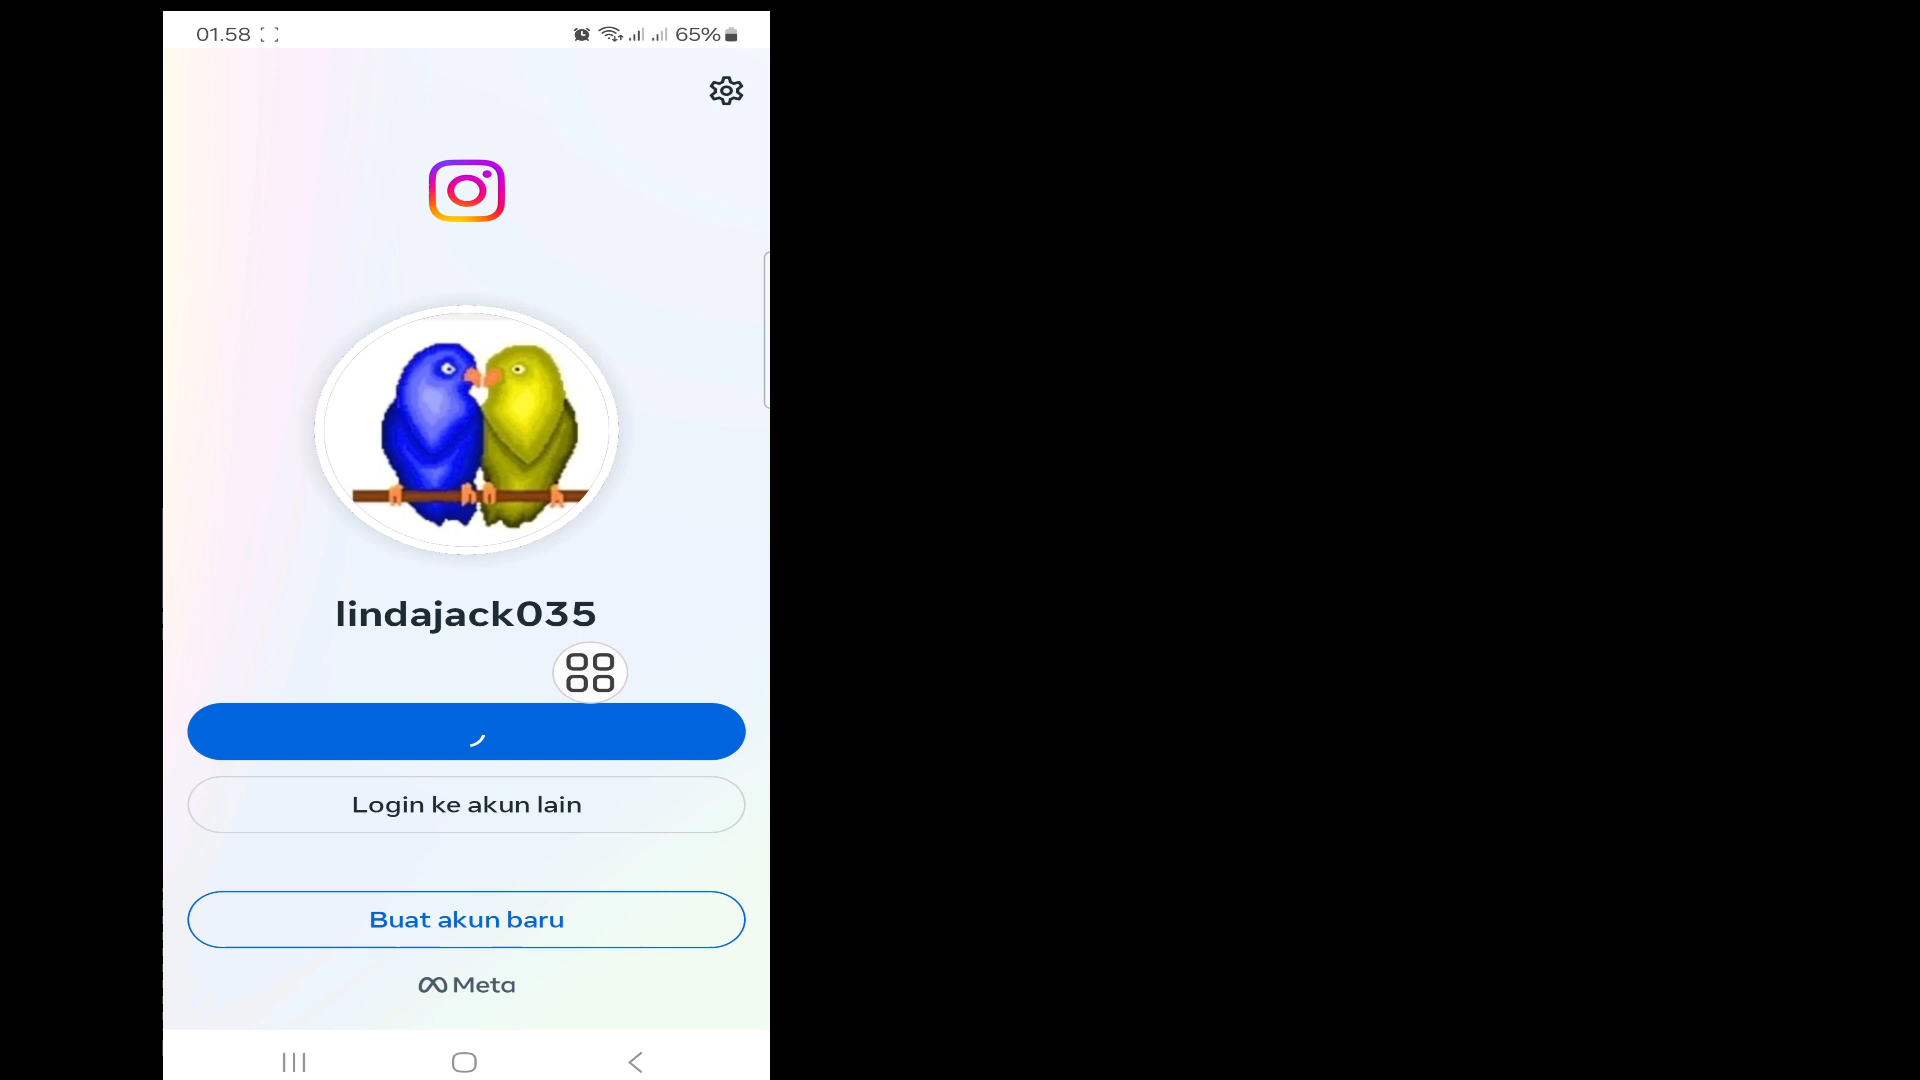 01.58
65%
lindajack035
Login ke akun lain
Buat akun baru
Meta